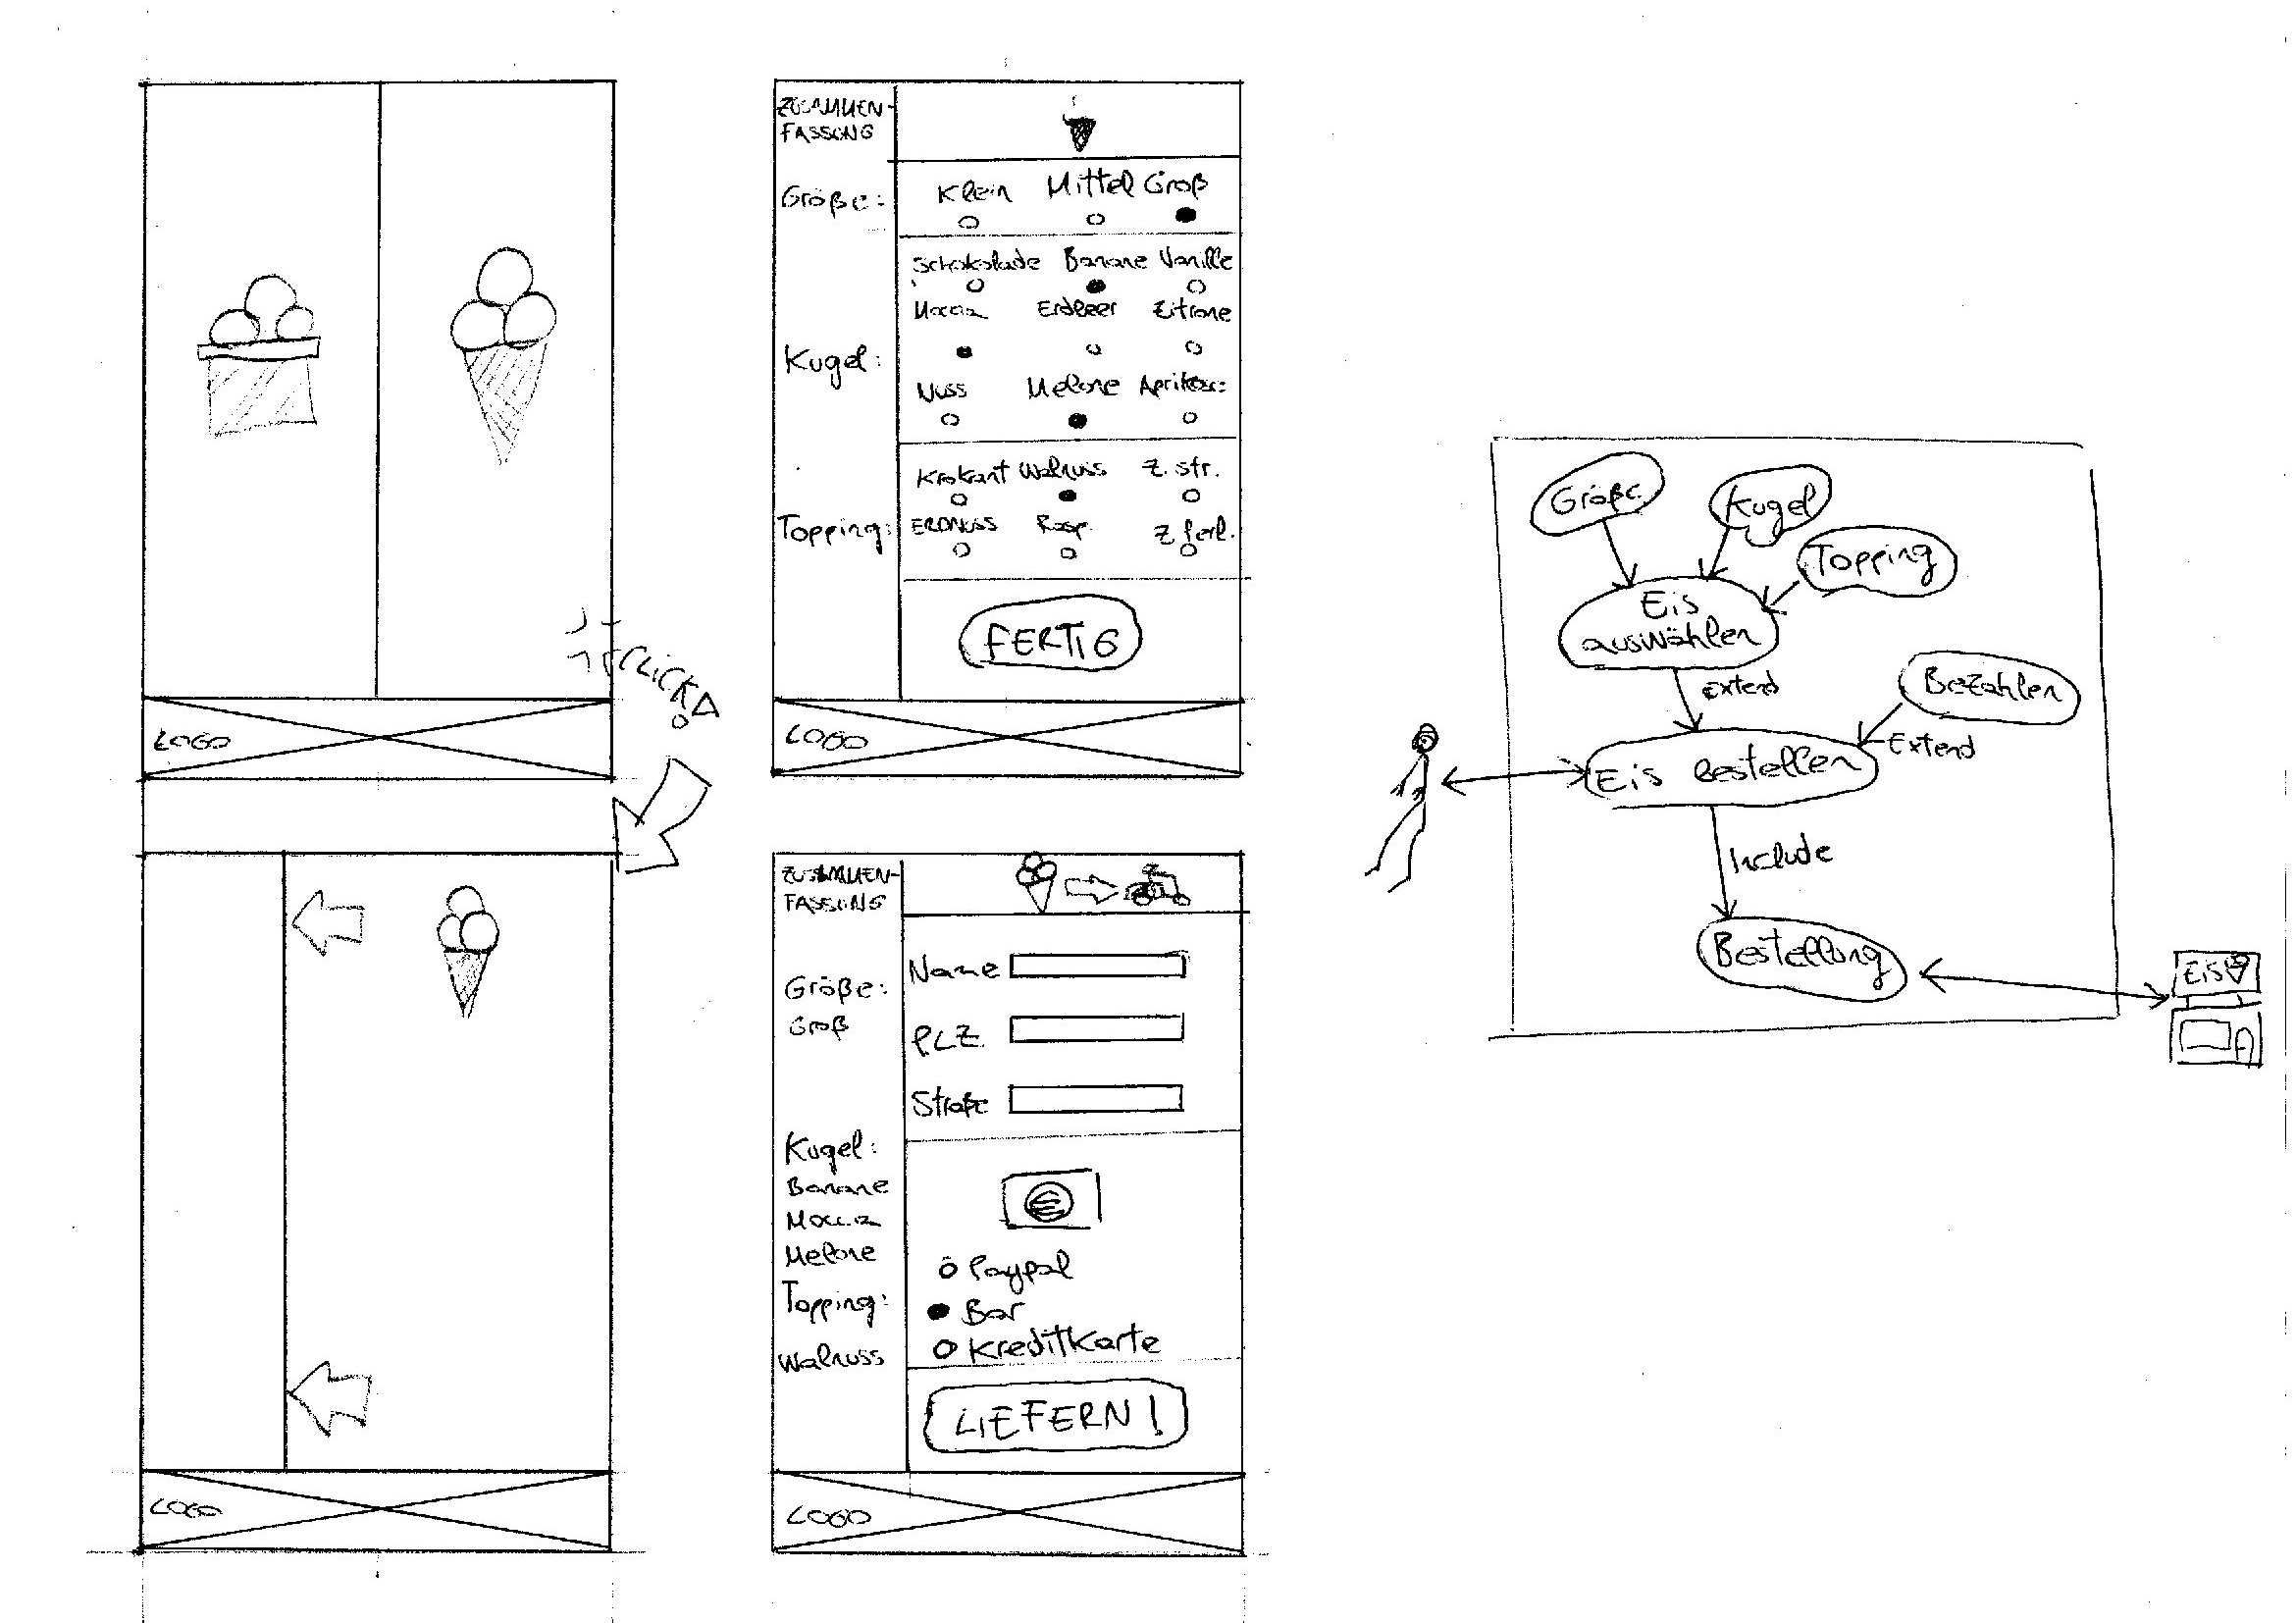 LOGO
CLICK
LOGO
ZUSAMMEN-
FASSUNG
Größe:
Klein Mittel Groß
Kugel:
Schokolade Banane Vanille
Mocca Erdbeer Zitrone
Nuss Melone Aprikose
Topping:
Krokant Walnuss Z. str.
ERDNUSS Rasp. Z perl.
FERTIG
LOGO
ZUSAMMEN-
FASSUNG
Größe:
Groß
Kugel:
Banane
Mocca
Melone
Topping:
Walnuss
Name
PLZ
Straße
€
Paypal
Bar
Kreditkarte
LIEFERN!
LOGO
Größe
Kugel
Topping
Eis
auswählen
Extend
Bezahlen
Extend
Eis bestellen
Include
Bestellung
Eis